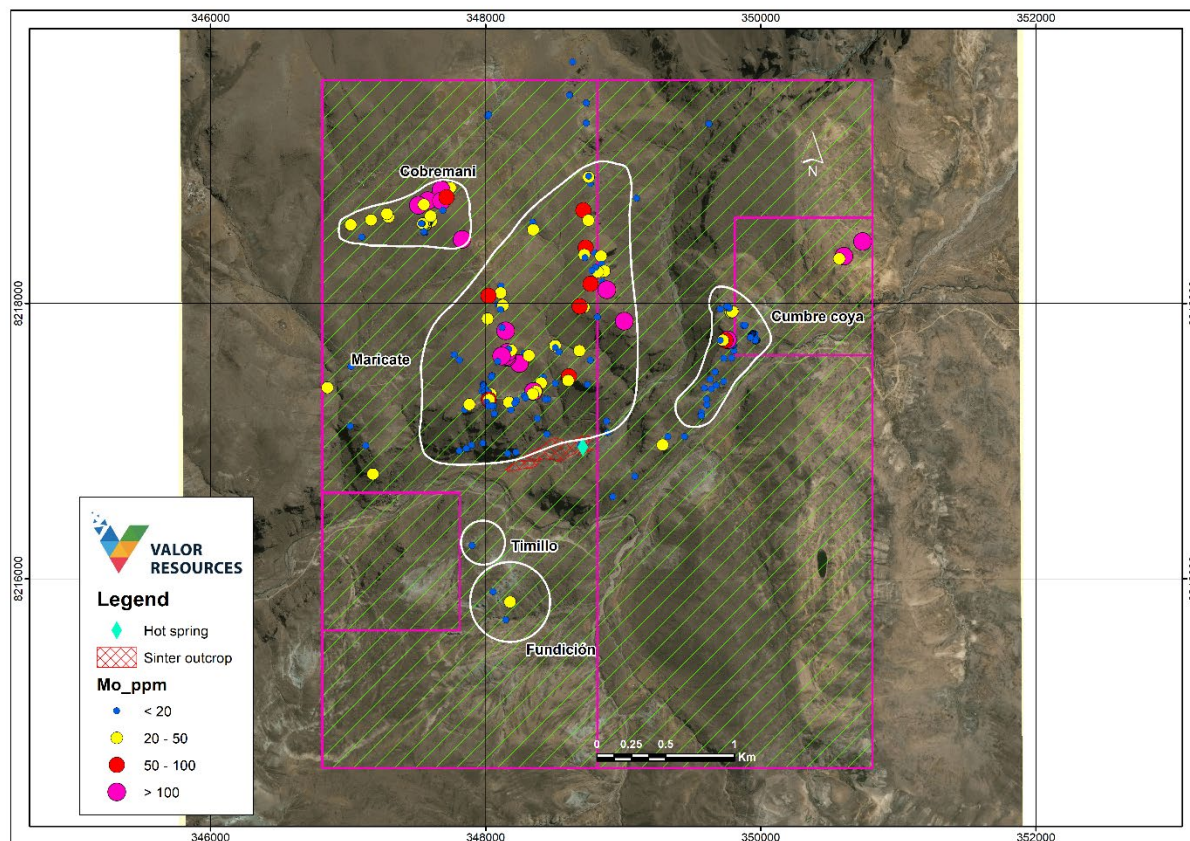 346000 348000 350000 352000
Cobremani
N
8218000
Cumbre coya
Maricate
VALOR
RESOURCES
Timillo
8216000
Legend
Hot spring
Fundición
Sinter outcrop
Mo_ppm
< 20
0 0.25 0.5 1
20 - 50
Km
50 - 100
> 100
346000 348000 350000 352000